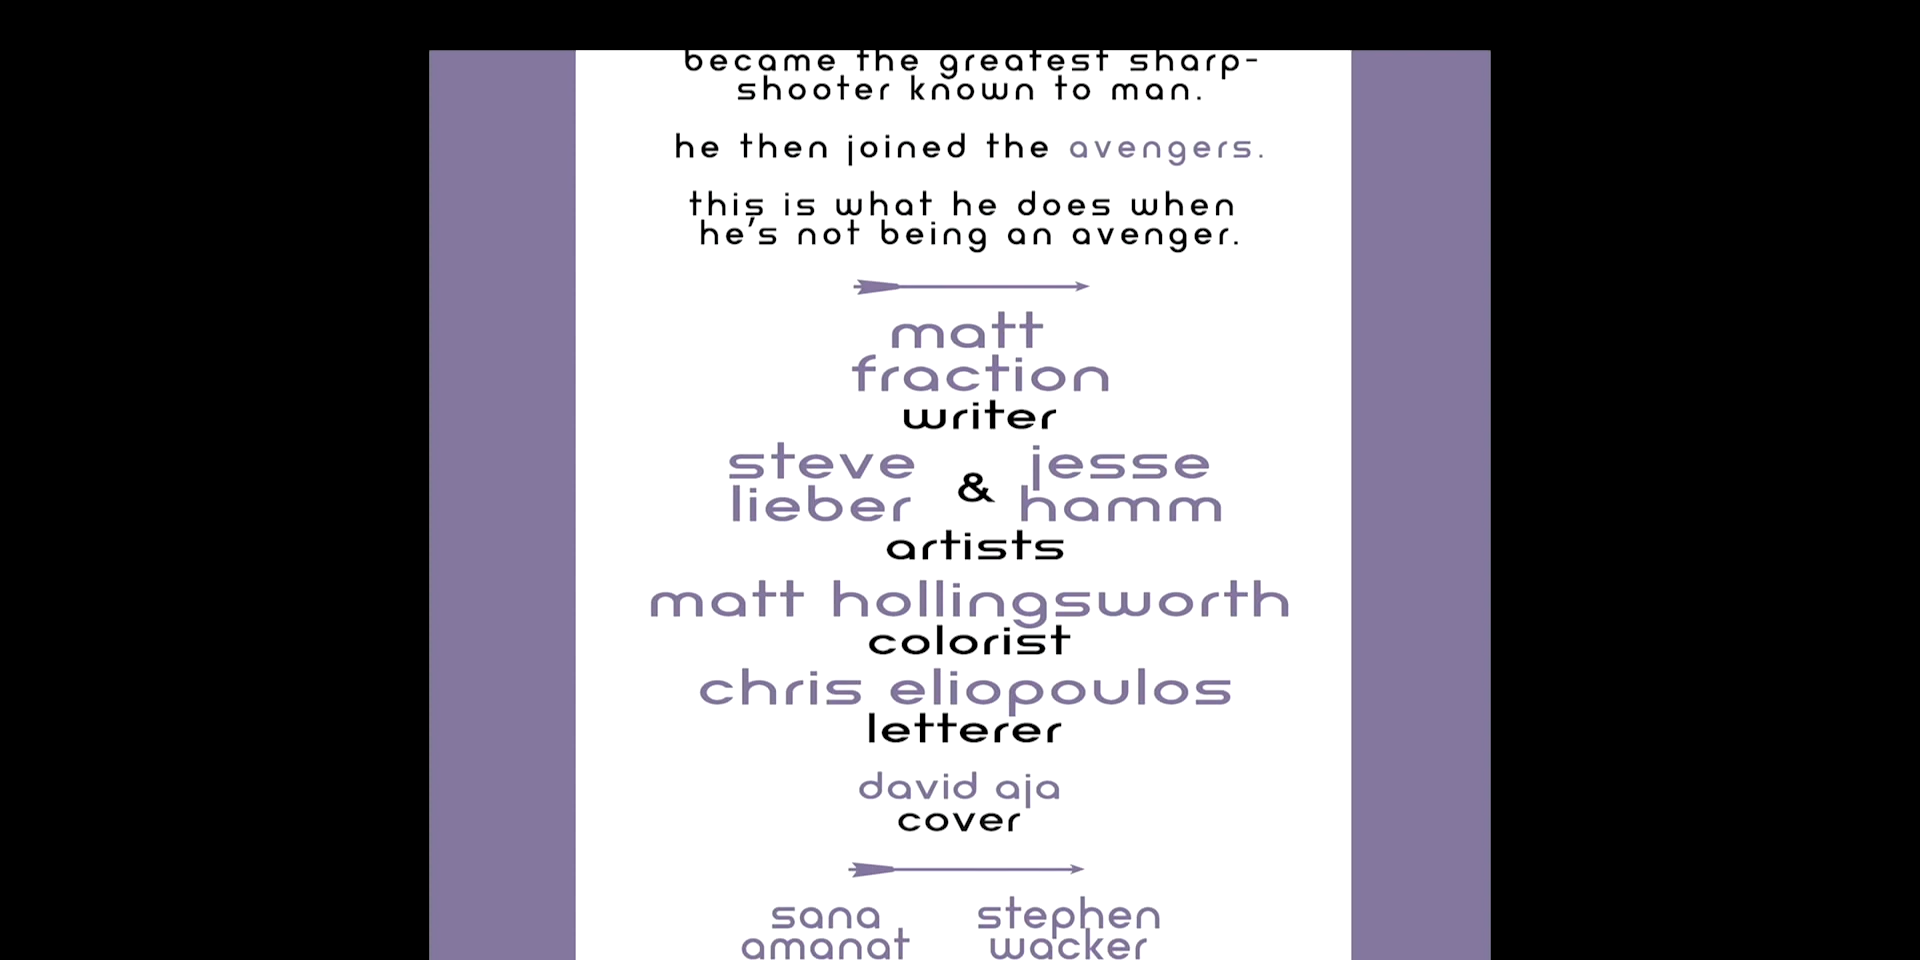 became the greatest sharp-
shooter known to man.
he then joined the avengers.
this is what he does when
he's not being an avenger.
matt
fraction
writer
steve
lieber
&
jesse
hamm
artists
matt hollingsworth
colorist
chris eliopoulos
letterer
david aja
cover
sana
amanat
stephen
wacker